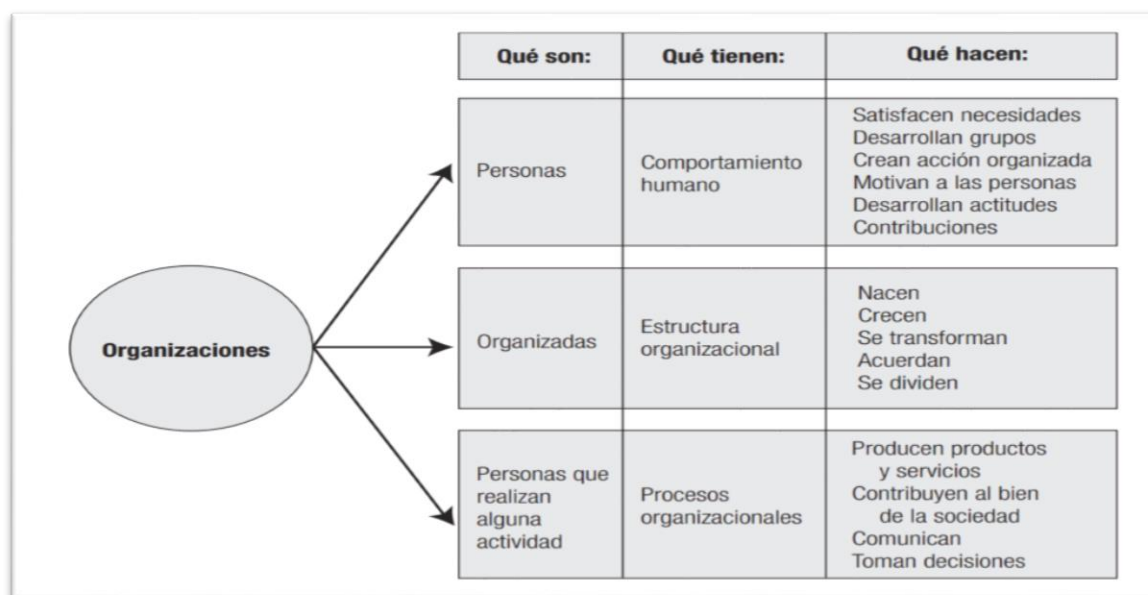 Organizaciones
Qué son:
Qué tienen:
Qué hacen:
Personas
Comportamiento
humano
Satisfacen necesidades
Desarrollan grupos
Crean acción organizada
Motivan a las personas
Desarrollan actitudes
Contribuciones
Organizadas
Estructura
organizacional
Nacen
Crecen
Se transforman
Acuerdan
Se dividen
Personas que
realizan
alguna
actividad
Procesos
organizacionales
Producen productos
y servicios
Contribuyen al bien
de la sociedad
Comunican
Toman decisiones